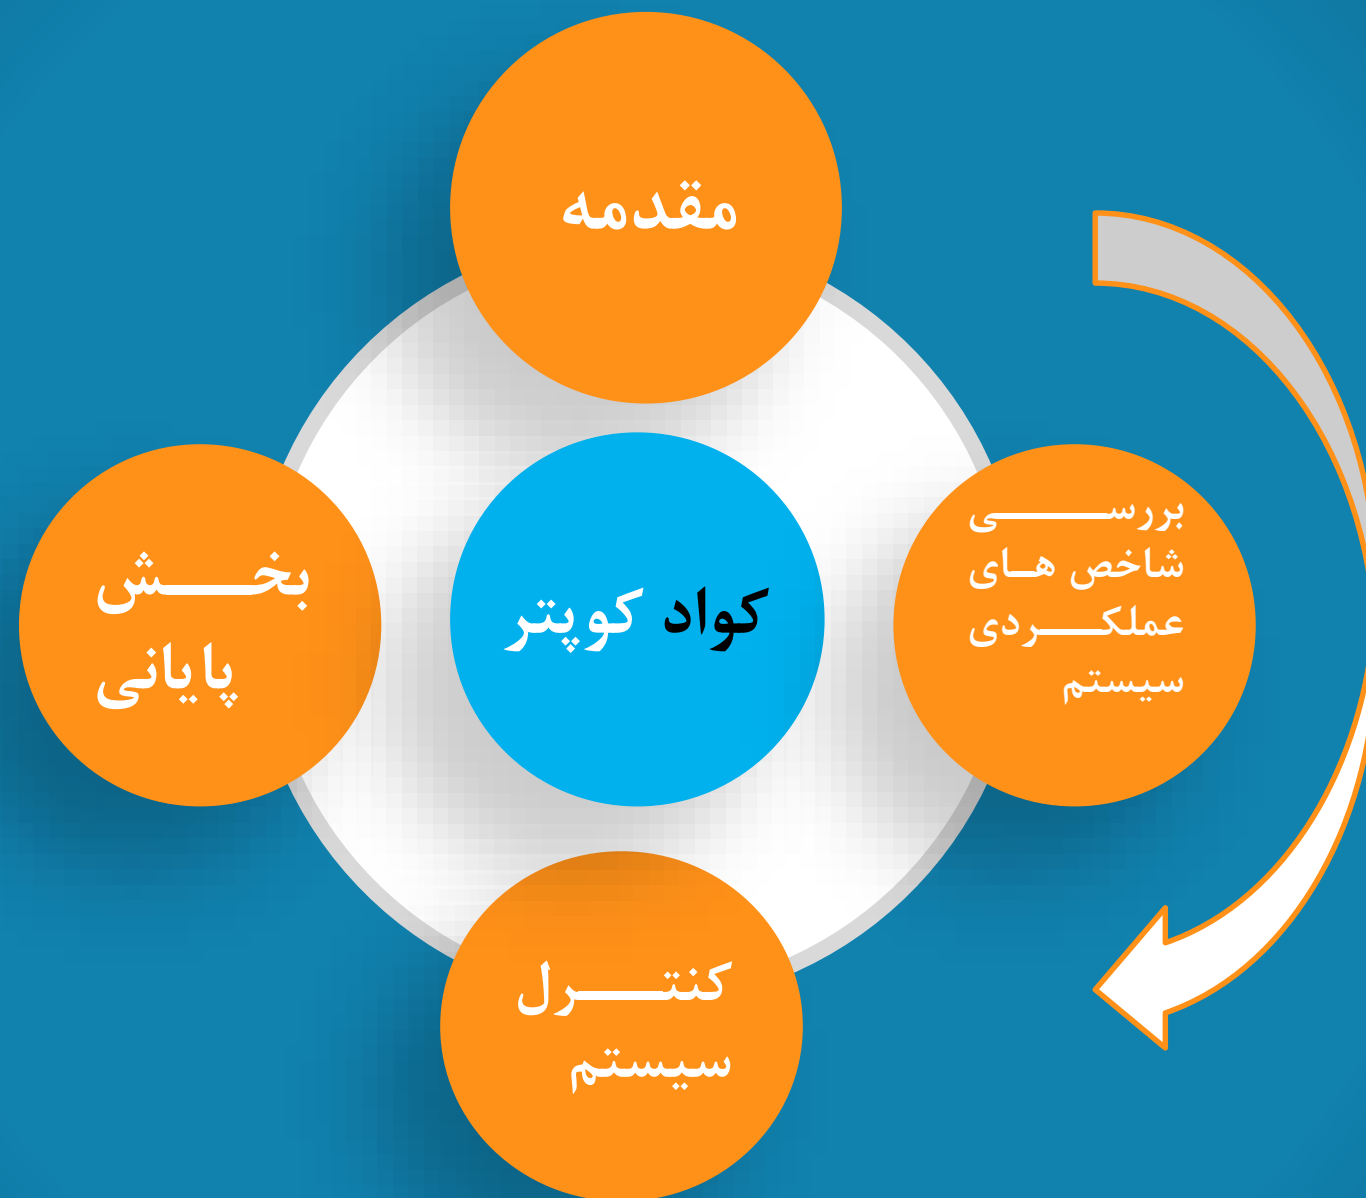 مقدمه
بررسی
شاخص های
عملکردی
سیستم
کنترل
سیستم
بخش
پایانی
کواد کوپتر